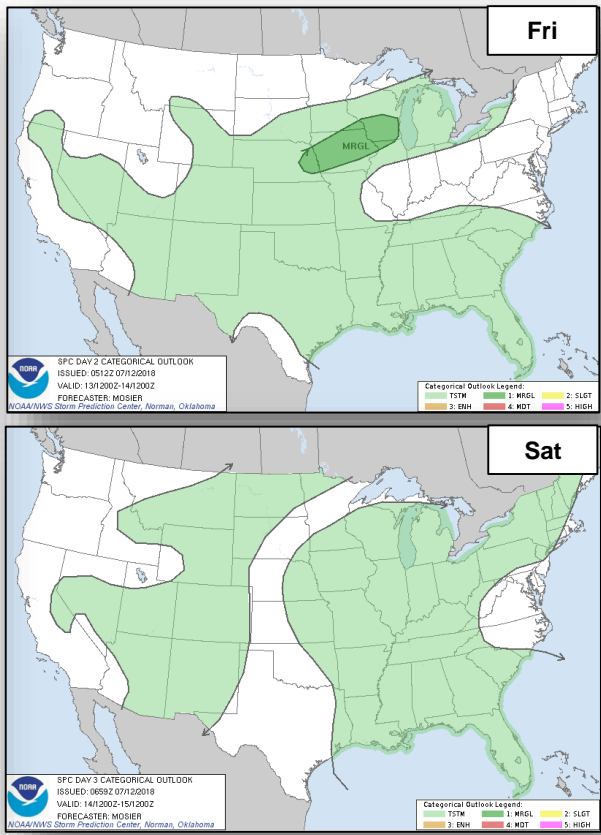 Fri
MRGL
NOAA
SPC DAY 2 CATEGORICAL OUTLOOK
ISSUED: 0512Z 07/12/2018
VALID: 13/1200Z-14/1200Z
FORECASTER: MOSIER
NOAA/NWS Storm Prediction Center, Norman, Oklahoma
Categorical Outlook Legend:
TSTM 1: MRGL 2: SLGT
3: ENH 4: MDT 5: HIGH
Sat
NOAA
SPC DAY 3 CATEGORICAL OUTLOOK
ISSUED: 0659Z 07/12/2018
VALID: 14/1200Z-15/1200Z
FORECASTER: MOSIER
NOAA/NWS Storm Prediction Center, Norman, Oklahoma
Categorical Outlook Legend:
TSTM 1: MRGL 2: SLGT
3: ENH 4: MDT 5: HIGH